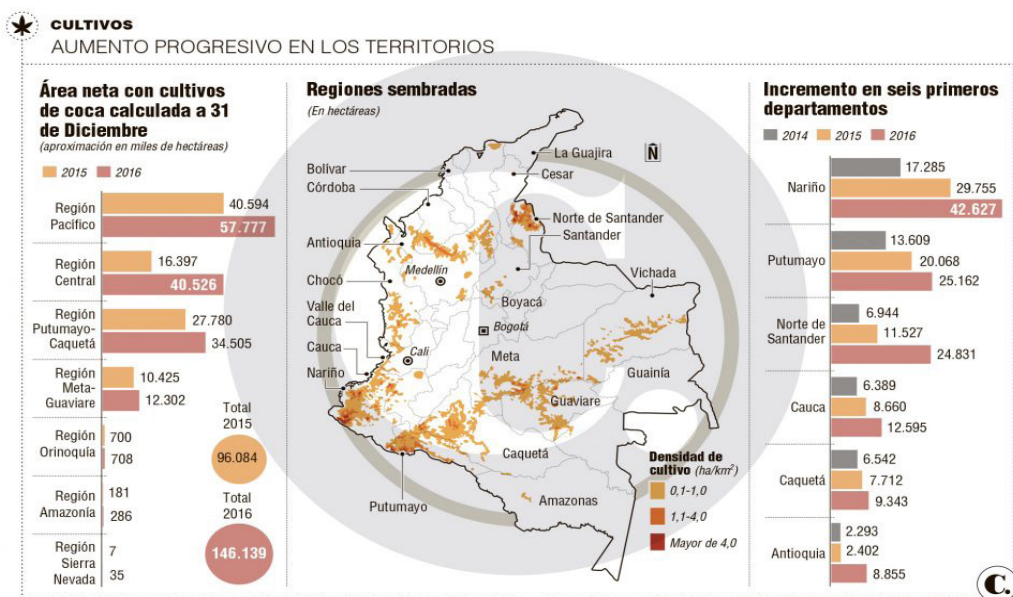 CULTIVOS
AUMENTO PROGRESIVO EN LOS TERRITORIOS
Área neta con cultivos
de coca calculada a 31
de Diciembre
(aproximación en miles de hectáreas)
2015 2016
Región
Pacífico
40.594
57.777
Región
Central
16.397
40.526
Región
Putumayo-
Caquetá
27.780
34.505
Región
Meta-
Guaviare
10.425
12.302
Región
Orinoquía
700
708
Región
Amazonía
181
286
Región
Sierra
Nevada
7
35
Total
2015
96.084
Total
2016
146.139
Regiones sembradas
(En hectáreas)
Ñ
La Guajira
Bolívar
Cesar
Córdoba
Norte de Santander
Santander
Antioquia
Medellín
Chocó
Vichada
Boyacá
Valle del
Cauca
Bogotá
Cauca
Cali
Meta
Nariño
Guainía
Guaviare
Caquetá
Putumayo
Amazonas
Densidad de
cultivo (ha/km²)
0,1-1,0
1,1-4,0
Mayor de 4,0
Incremento en seis primeros
departamentos
2014 2015 2016
Nariño
17.285
29.755
42.627
Putumayo
13.609
20.068
25.162
Norte de
Santander
6.944
11.527
24.831
Cauca
6.389
8.660
12.595
Caquetá
6.542
7.712
9.343
Antioquia
2.293
2.402
8.855
C.